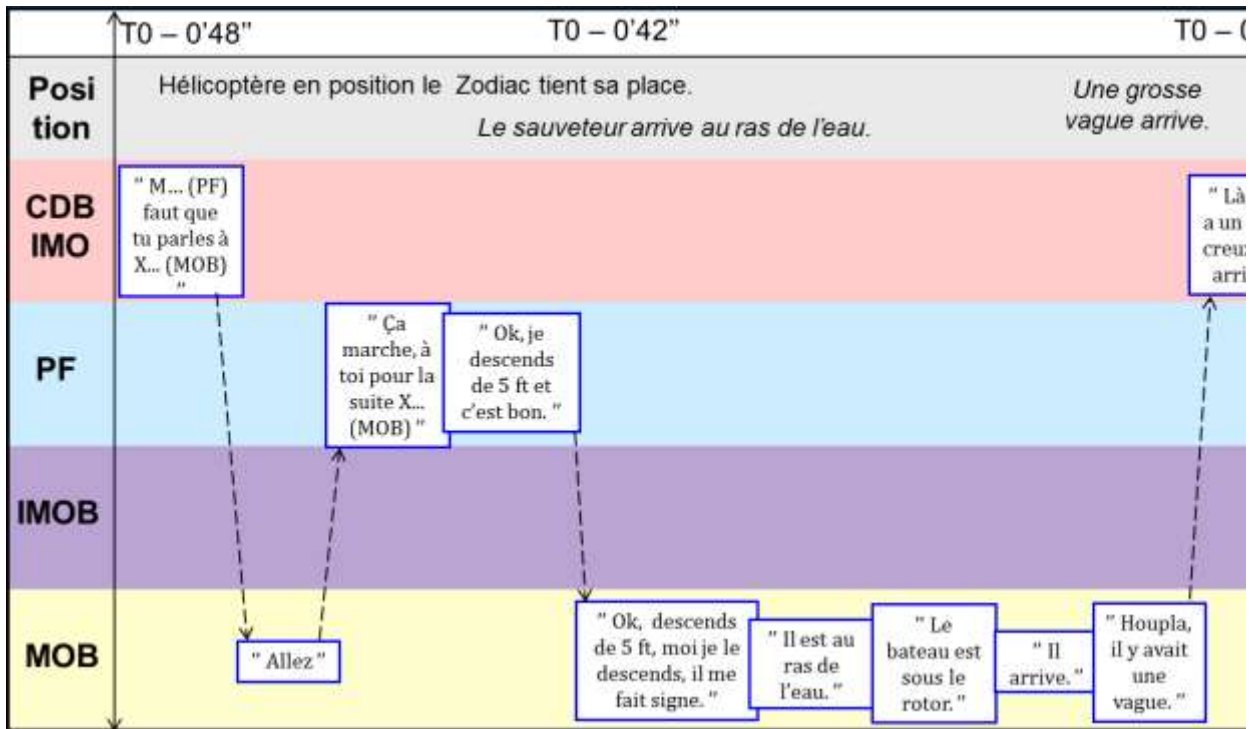 T0 – 0'48" T0 – 0'42" T0 –
Posi
tion
Hélicoptère en position le Zodiac tient sa place.
Le sauveteur arrive au ras de l'eau.
Une grosse
vague arrive.
CDB
IMO
" M... (PF)
faut que
tu parles à
X... (MOB)
"
" Là
a un
creux
arri
PF
" Ça
marche, à
toi pour la
suite X...
(MOB) "
" Ok, je
descends
de 5 ft et
c'est bon. "
IMOB
MOB
" Allez "
" Ok, descends
de 5 ft, moi je le
descends, il me
fait signe. "
" Il est au
ras de
l'eau. "
" Le
bateau est
sous le
rotor. "
" Il
arrive. "
" Houpla,
il y avait
une
vague. "